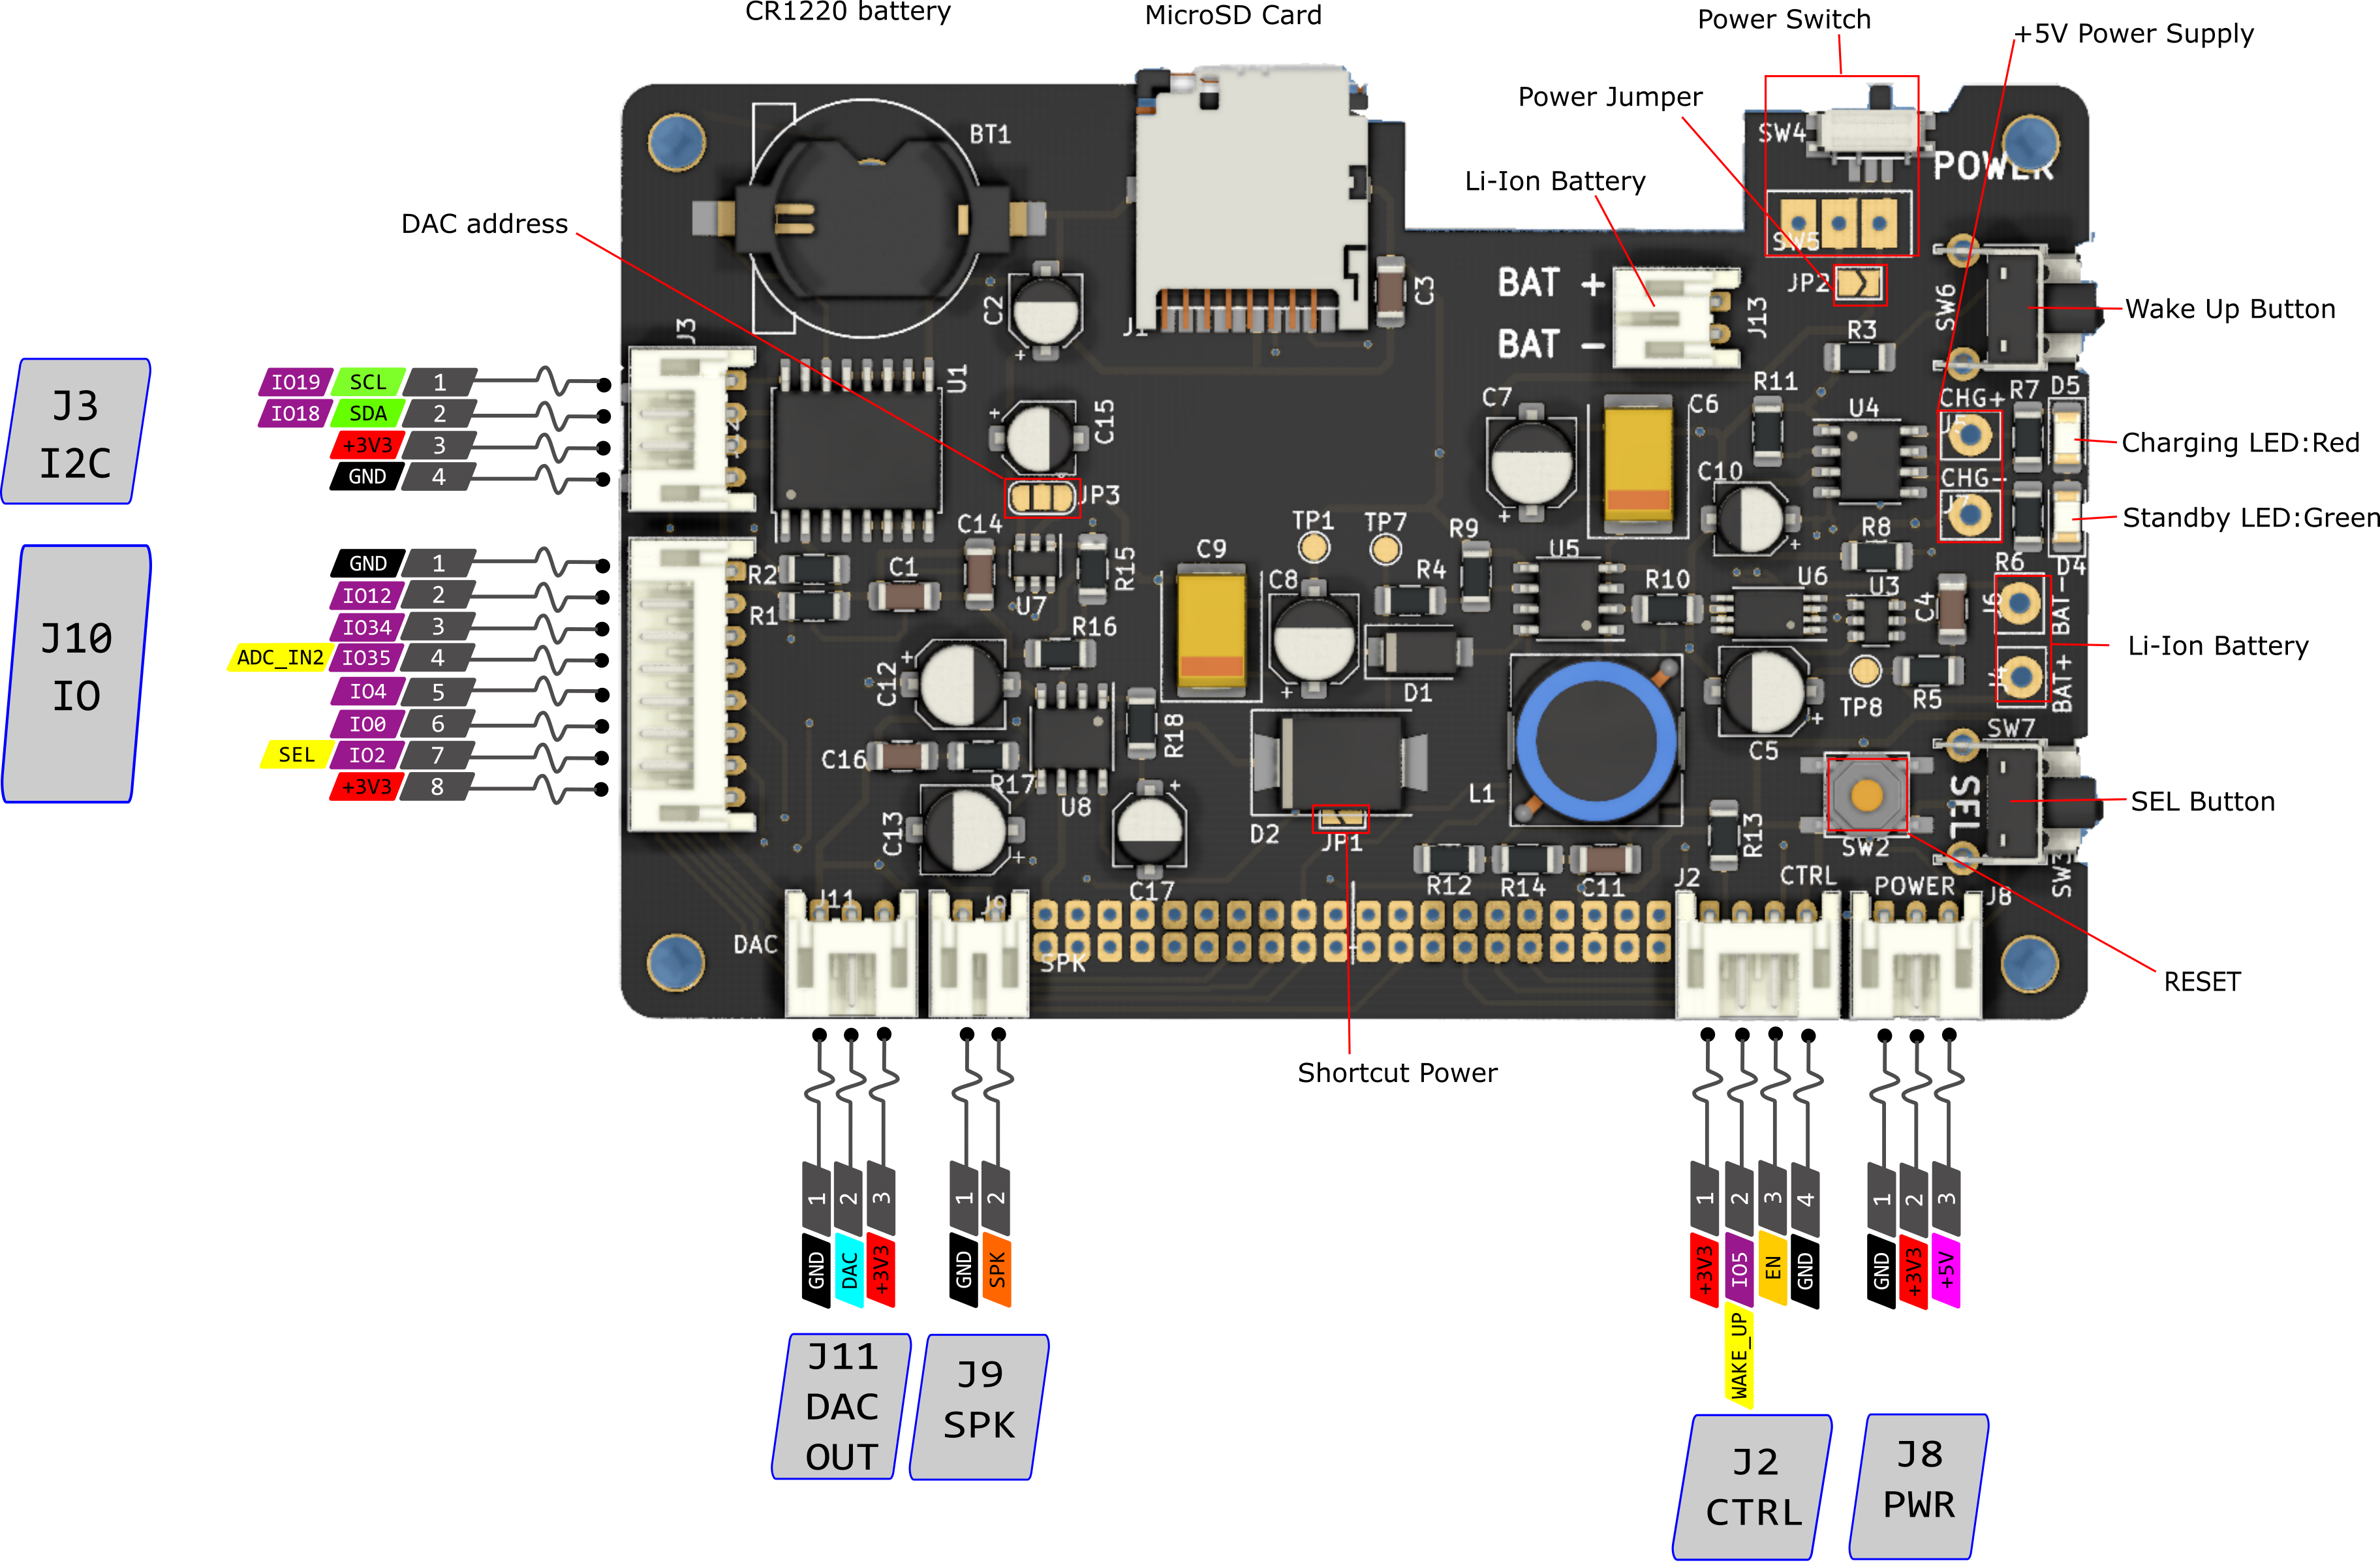 CR1220 battery
MicroSD Card
Power Switch
+5V Power Supply
Power Jumper
Li-Ion Battery
DAC address
BT1
SW4
POWER
SW5
JP2
BAT +
BAT -
J13
J1
C2
C3
SW6
Wake Up Button
R3
R11
U4
CHG+
R7
D5
J5
Charging LED:Red
CHG-
J7
Standby LED:Green
R6
D4
J3
U1
C15
JP3
C14
C7
C6
C10
R8
J3
I2C
IO19 SCL 1
IO18 SDA 2
+3V3 3
GND 4
TP1
TP7
R9
U5
R10
U6
U3
C4
J6
BAT-
Li-Ion Battery
J4
BAT+
J10
IO
GND 1
IO12 2
IO34 3
ADC_IN2 IO35 4
IO4 5
IO0 6
SEL IO2 7
+3V3 8
R2
R1
C1
U7
R15
R16
C9
C8
R4
D1
R5
TP8
C5
C12
C16
R17
U8
R18
C13
C17
D2
JP1
L1
SW7
SEL
SEL Button
SW2
SW3
R13
R12
R14
C11
J2
CTRL
POWER
J8
J11
J9
DAC
SPK
RESET
Shortcut Power
1 2 3
GND DAC +3V3
1 2
GND SPK
1 2 3 4
+3V3 IO5 EN GND
WAKE_UP
1 2 3
GND +3V3 +5V
J11
DAC
OUT
J9
SPK
J2
CTRL
J8
PWR